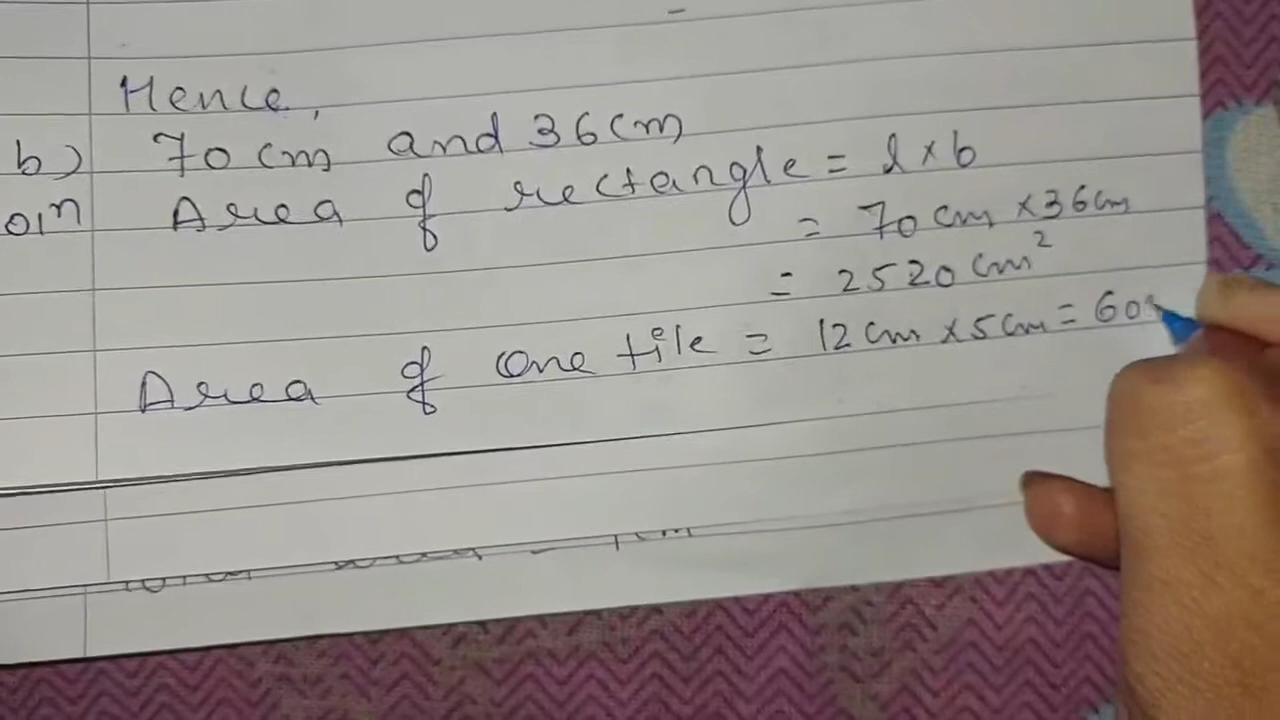 Hence,
b) 70 cm and 36 cm
Area of rectangle = l × b
= 70 cm × 36 cm
= 2520 cm²
Area of one tile = 12 cm × 5 cm = 60